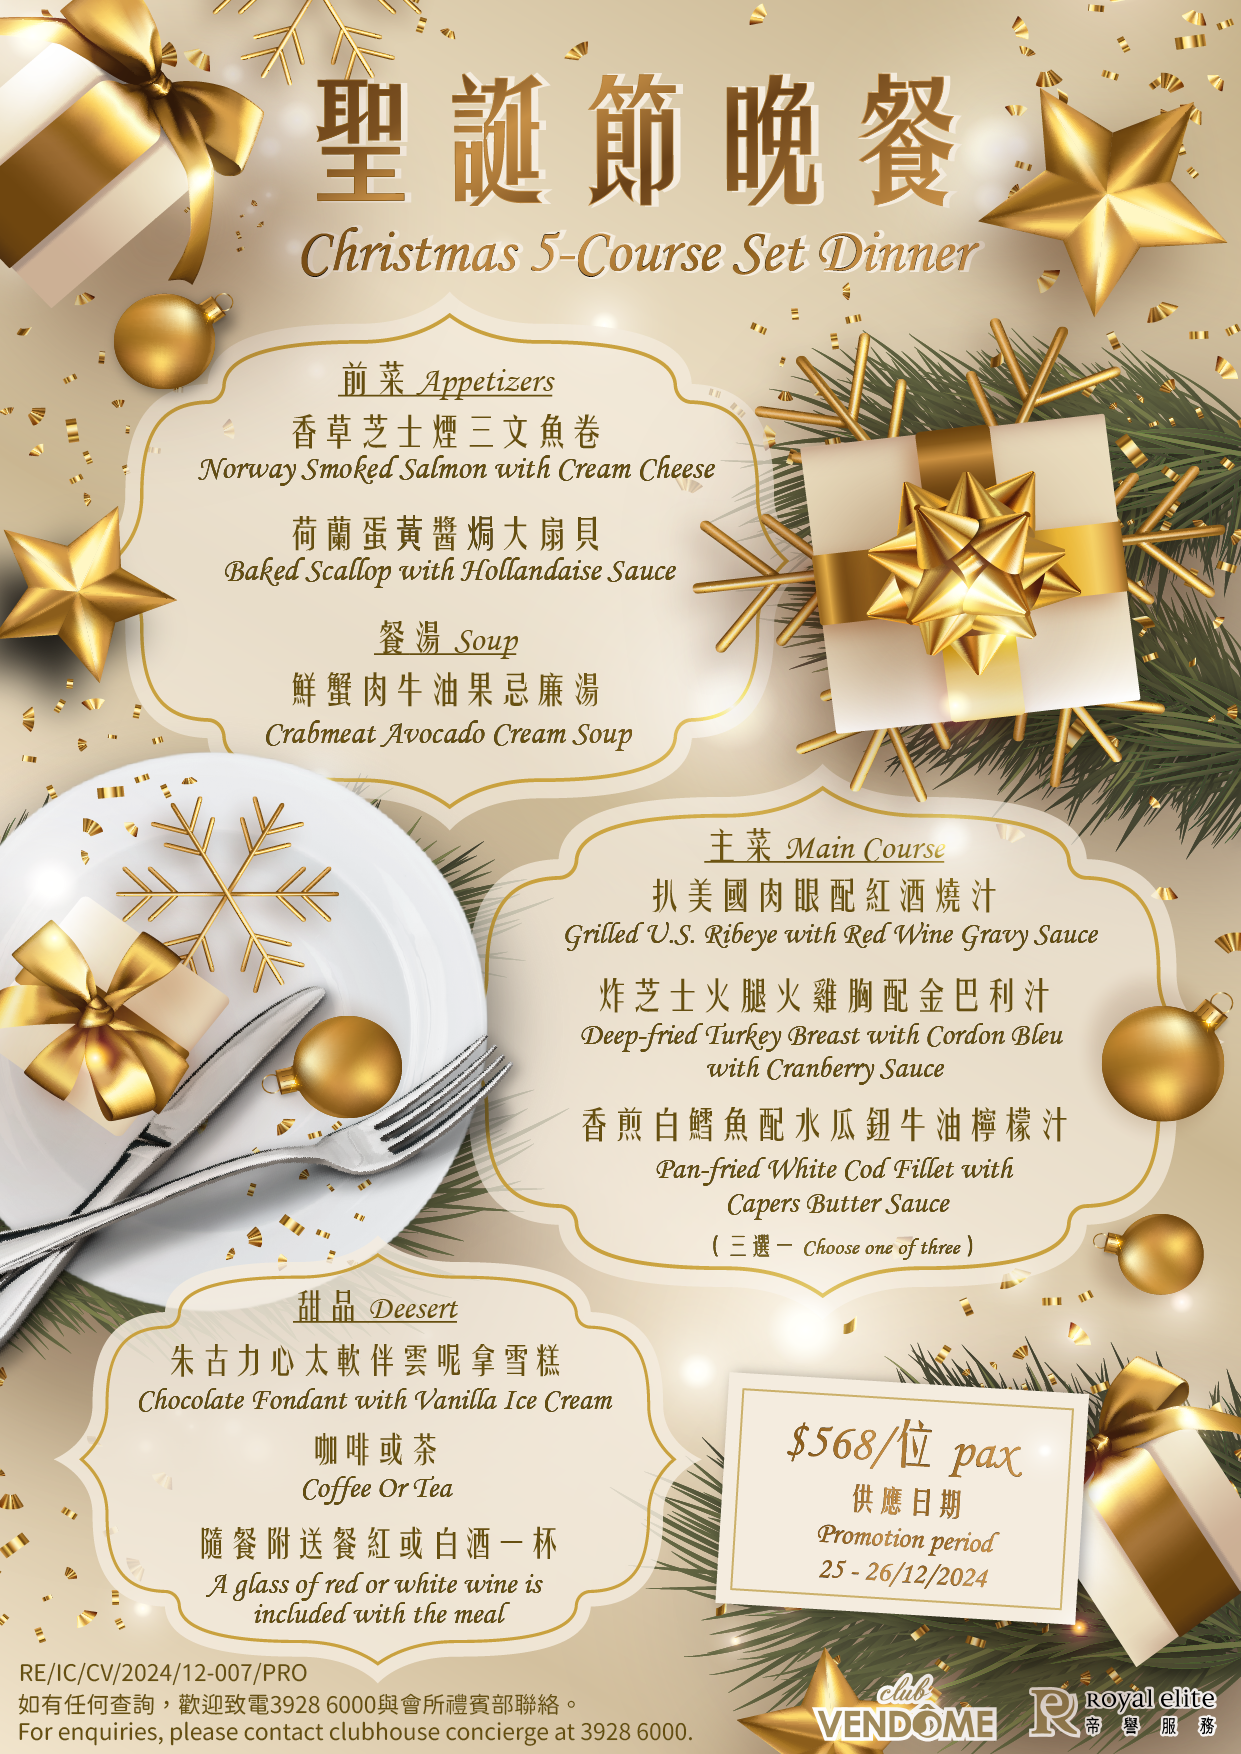 聖誕節晚餐
Christmas 5-Course Set Dinner
前菜 Appetizers
香草芝士煙三文魚卷
Norway Smoked Salmon with Cream Cheese
荷蘭蛋黃醬焗大扇貝
Baked Scallop with Hollandaise Sauce
餐湯 Soup
鮮蟹肉牛油果忌廉湯
Crabmeat Avocado Cream Soup
主菜 Main Course
扒美國肉眼配紅酒燒汁
Grilled U.S. Ribeye with Red Wine Gravy Sauce
炸芝士火腿火雞胸配金巴利汁
Deep-fried Turkey Breast with Cordon Bleu
with Cranberry Sauce
香煎白鱈魚配水瓜鈕牛油檸檬汁
Pan-fried White Cod Fillet with
Capers Butter Sauce
(三選一 Choose one of three)
甜品 Deesert
朱古力心太軟伴雲呢拿雪糕
Chocolate Fondant with Vanilla Ice Cream
咖啡或茶
Coffee Or Tea
隨餐附送餐紅或白酒一杯
A glass of red or white wine is
included with the meal
$568/位 pax
供應日期
Promotion period
25 - 26/12/2024
RE/IC/CV/2024/12-007/PRO
如有任何查詢，歡迎致電3928 6000與會所禮賓部聯絡。
For enquiries, please contact clubhouse concierge at 3928 6000.
club
VENDÔME
R
Royal elite
帝譽服務